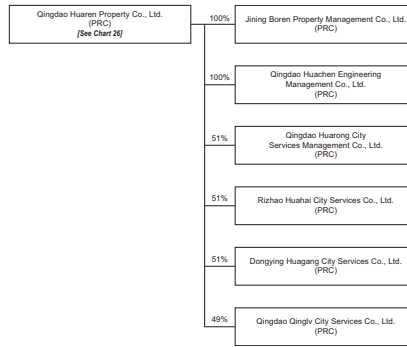 Qingdao Huaren Property Co., Ltd.
(PRC)
[See Chart 26]
100%
Jining Boren Property Management Co., Ltd.
(PRC)
100%
Qingdao Huachen Engineering
Management Co., Ltd.
(PRC)
51%
Qingdao Huarong City
Services Management Co., Ltd.
(PRC)
51%
Rizhao Huahai City Services Co., Ltd.
(PRC)
51%
Dongying Huagang City Services Co., Ltd.
(PRC)
49%
Qingdao Qinglv City Services Co., Ltd.
(PRC)